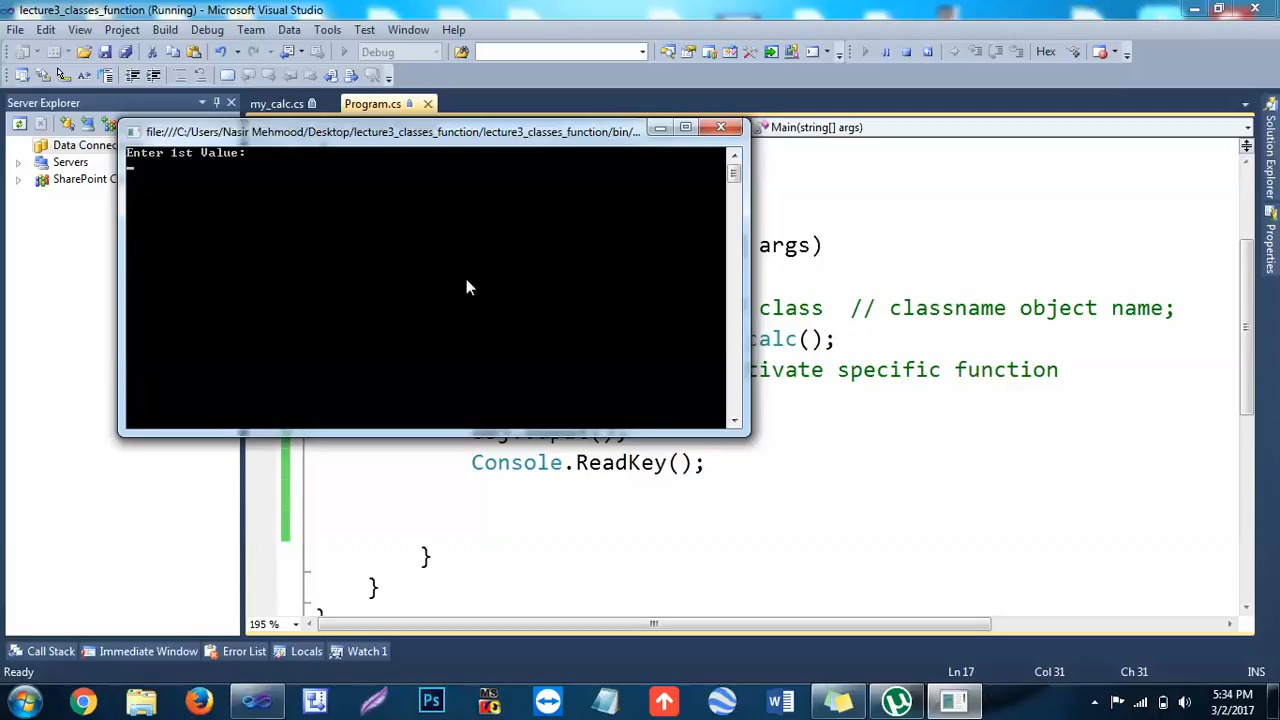 lecture3_classes_function (Running) - Microsoft Visual Studio
File Edit View Project Build Debug Team Data Tools Test Window Help
Debug
Hex
Server Explorer
my_calc.cs
Program.cs
file:///C:/Users/Nasir Mehmood/Desktop/lecture3_classes_function/lecture3_classes_function/bin/...
Main(string[] args)
Data Connec
Servers
SharePoint C
Enter 1st Value:
args)
class // classname object name;
calc();
tivate specific function
Console.ReadKey();
}
}
195 %
Solution Explorer
Properties
Call Stack Immediate Window Error List Locals Watch 1
Ready
Ln 17
Col 31
Ch 31
INS
Ps
MS
W
5:34 PM
3/2/2017